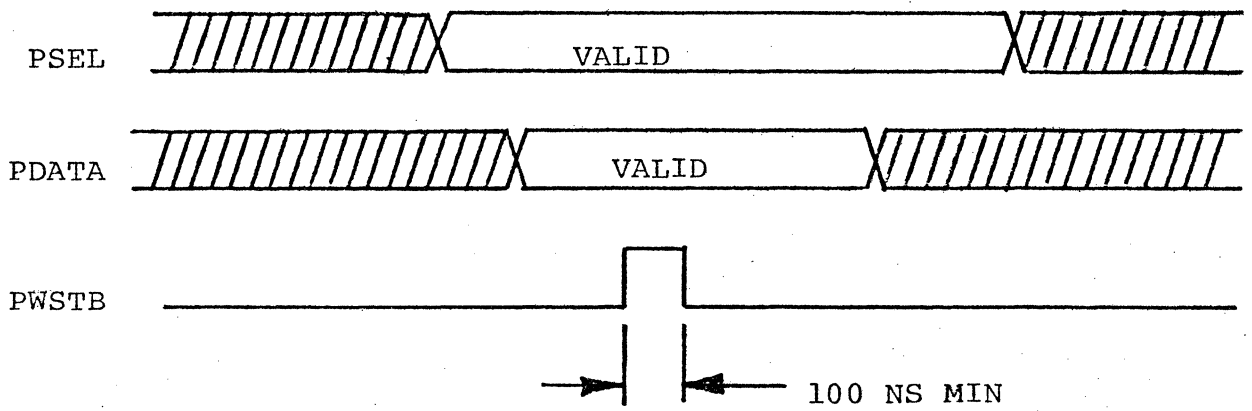 PSEL VALID
PDATA VALID
PWSTB
100 NS MIN